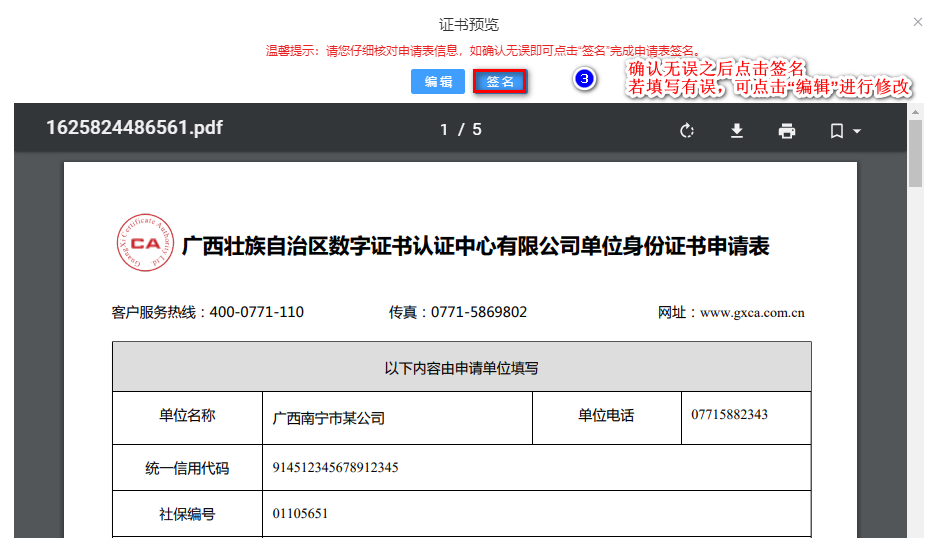 证书预览
×
温馨提示：请您仔细核对申请表信息，如确认无误即可点击“签名”完成申请表签名。
编辑 签名 3 确认无误之后点击签名
若填写有误，可点击“编辑”进行修改
1625824486561.pdf 1 / 5
GuangXi Certificate Authority Ltd.
CA
广西壮族自治区数字证书认证中心有限公司单位身份证书申请表
客户服务热线：400-0771-110 传真：0771-5869802 网址：www.gxca.com.cn
以下内容由申请单位填写
单位名称 广西南宁市某公司 单位电话 07715882343
统一信用代码 914512345678912345
社保编号 01105651